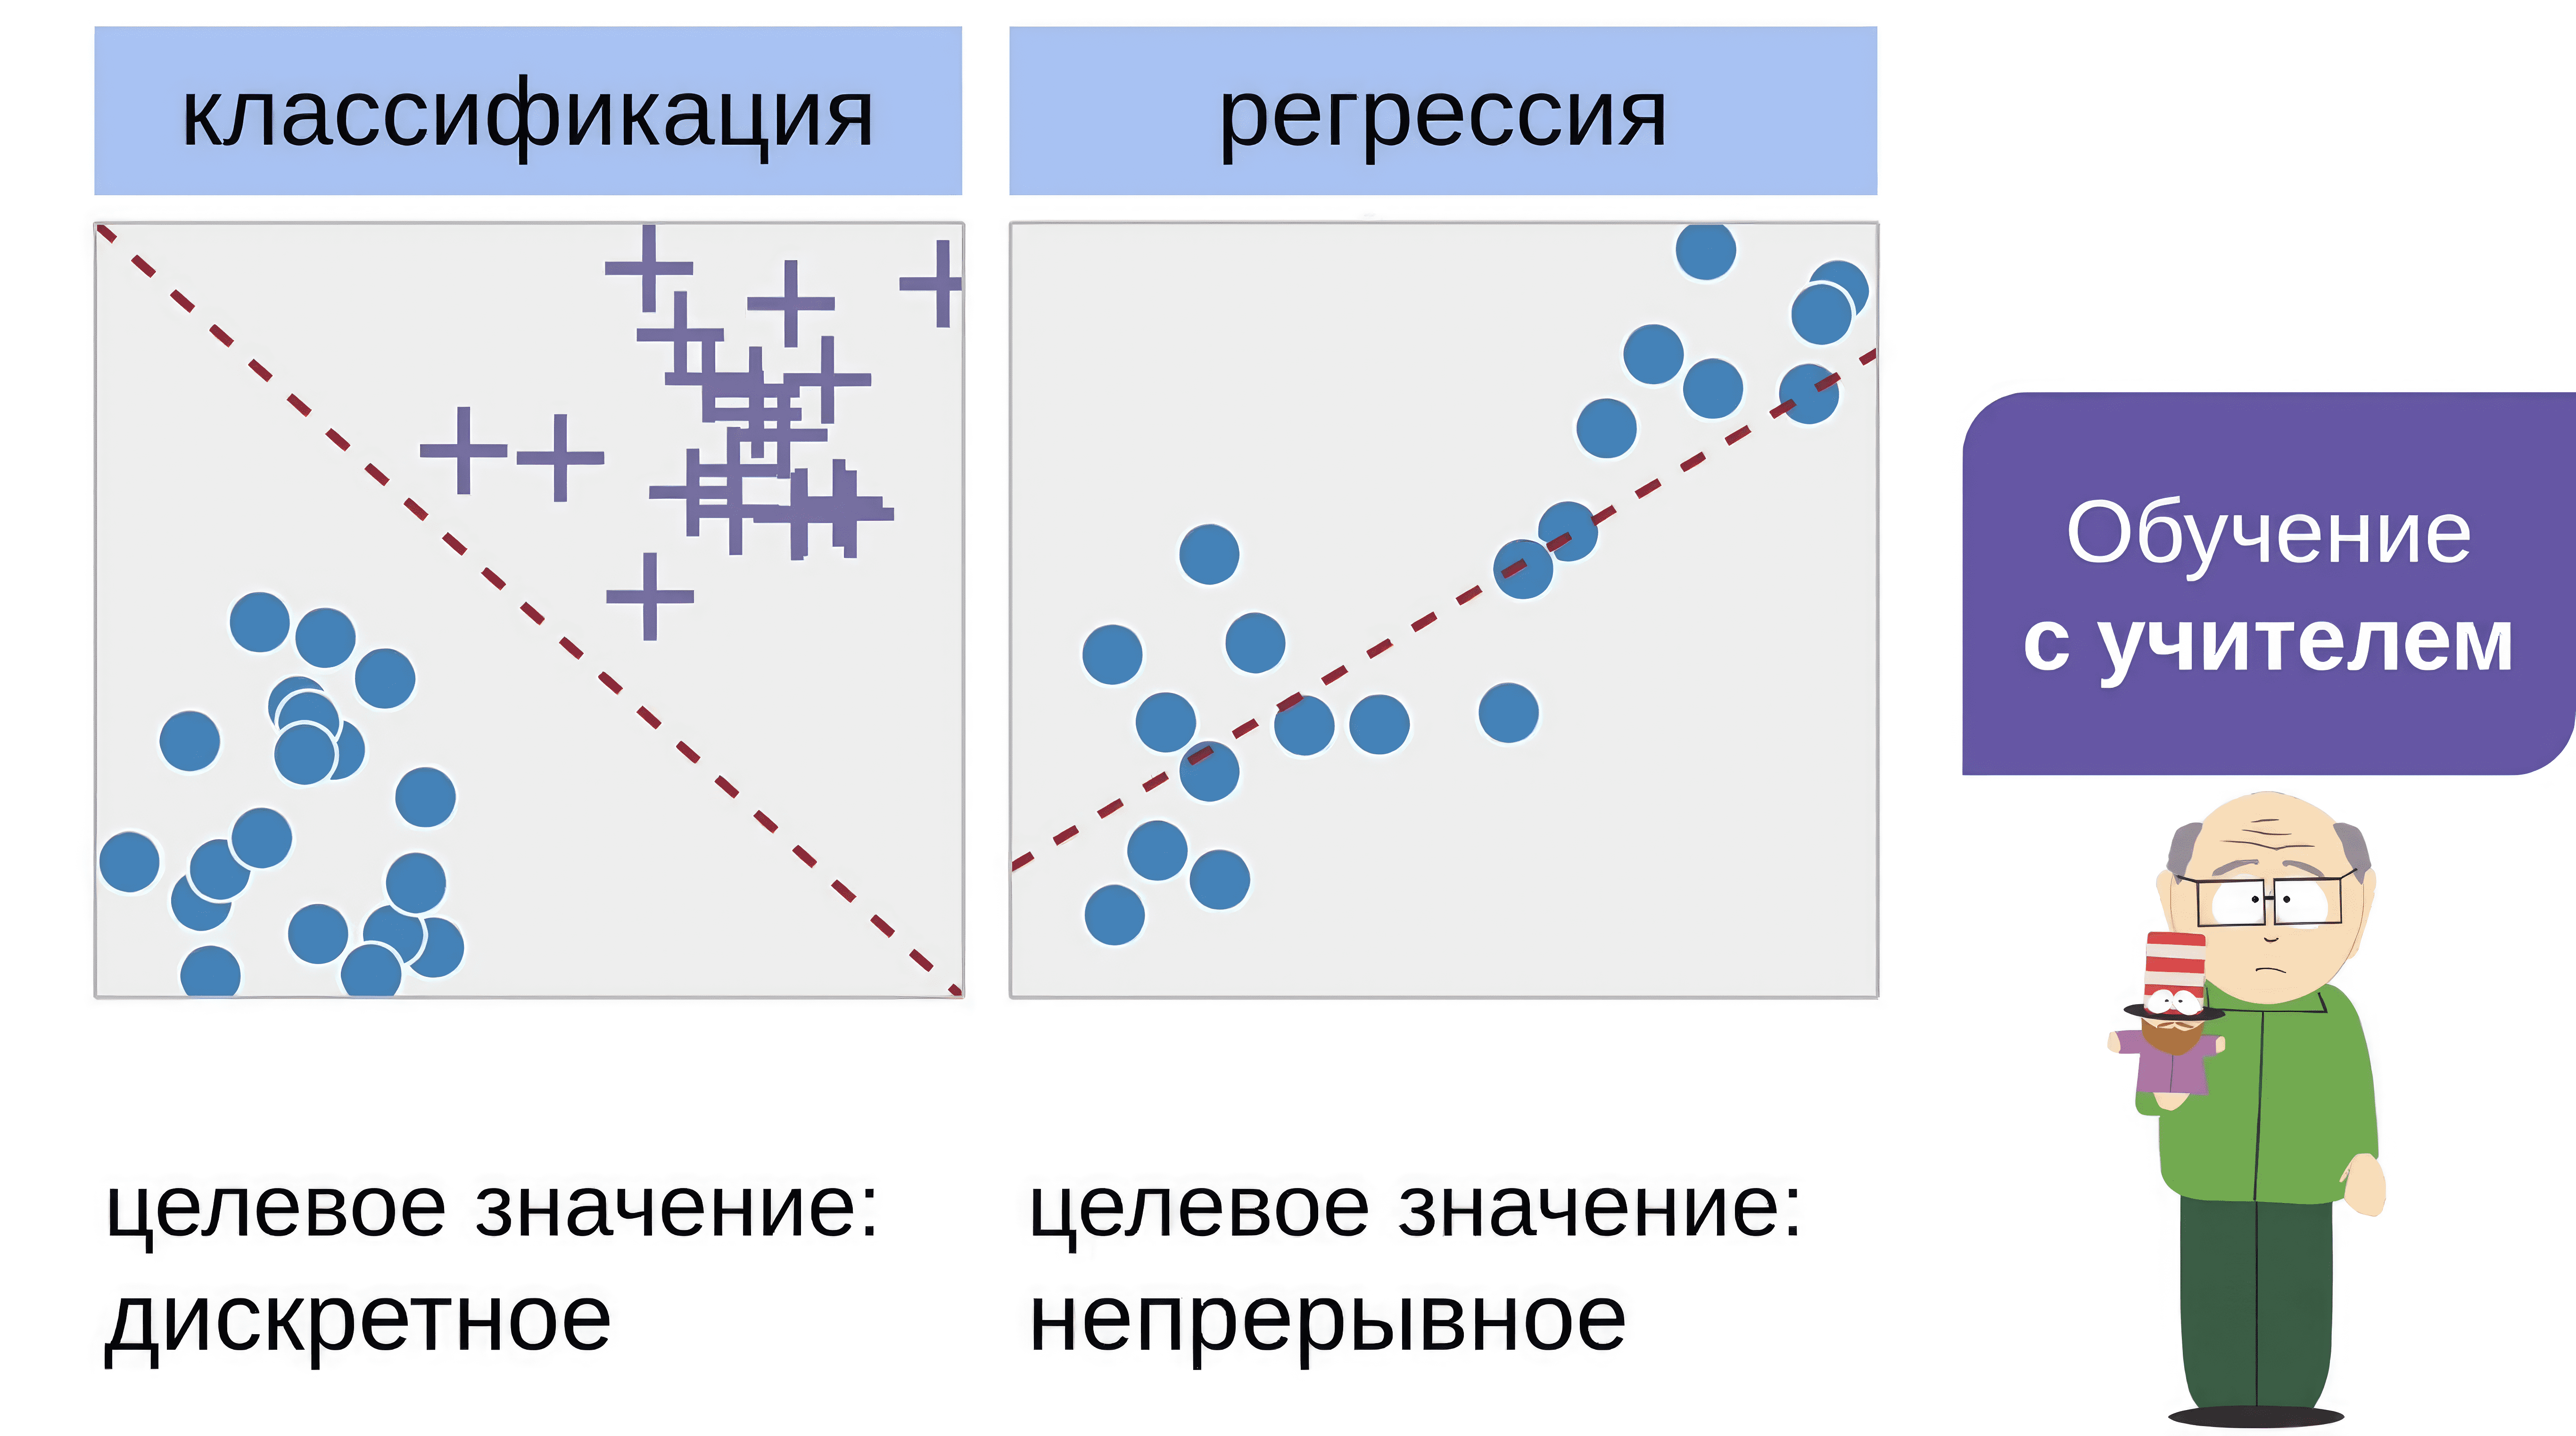 классификация
регрессия
Обучение
с учителем
целевое значение:
дискретное
целевое значение:
непрерывное